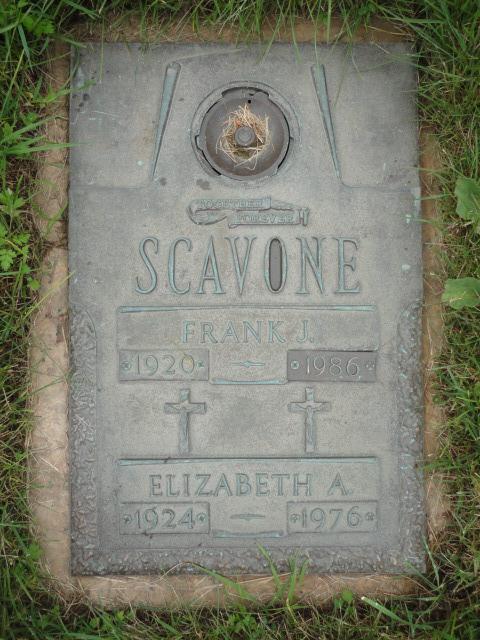 TOGETHER
FOREVER
SCAVONE
FRANK J.
1920 1986
ELIZABETH A.
1924 1976